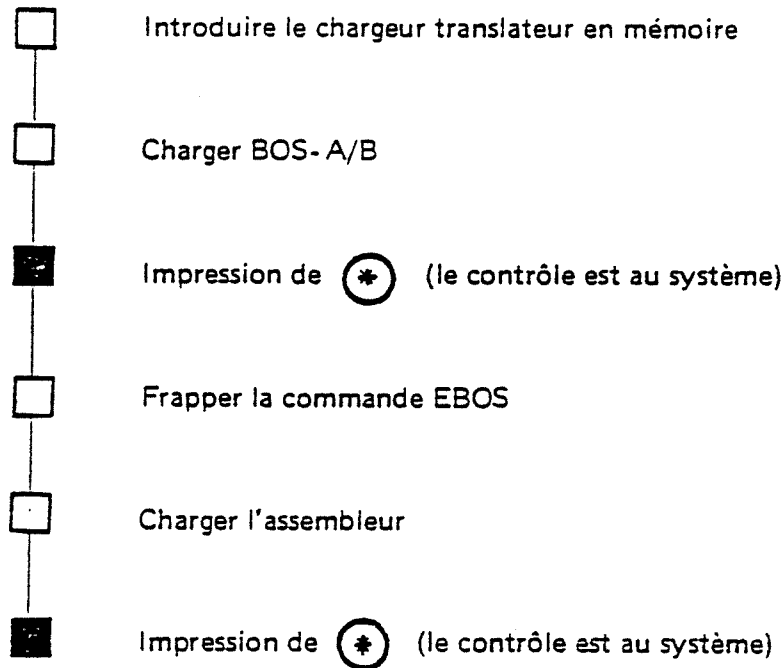 Introduire le chargeur translateur en mémoire
Charger BOS-A/B
Impression de * (le contrôle est au système)
Frapper la commande EBOS
Charger l'assembleur
Impression de * (le contrôle est au système)